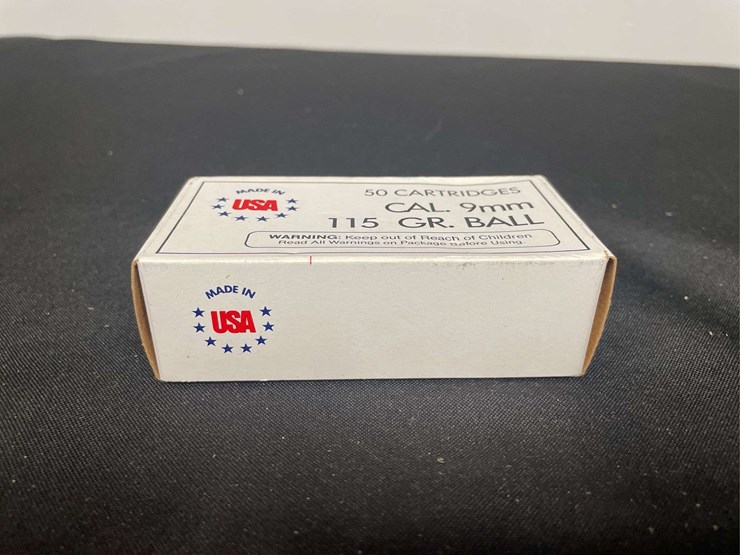 MADE IN
USA
50 CARTRIDGES
CAL. 9mm
115 GR. BALL
WARNING: Keep out of Reach of Children
Read All Warnings on Package Before Using.
MADE IN
USA